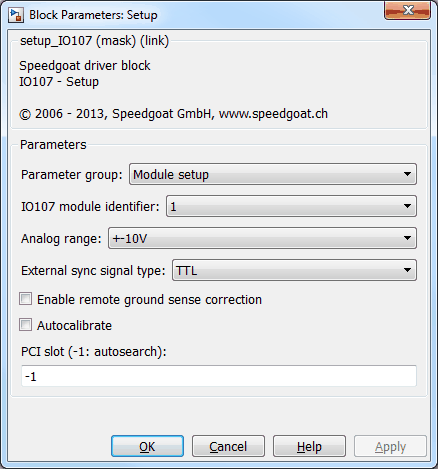 Block Parameters: Setup
setup_IO107 (mask) (link)
Speedgoat driver block
IO107 - Setup
© 2006 - 2013, Speedgoat GmbH, www.speedgoat.ch
Parameters
Parameter group: Module setup
IO107 module identifier: 1
Analog range: +-10V
External sync signal type: TTL
Enable remote ground sense correction
Autocalibrate
PCI slot (-1: autosearch):
-1
OK Cancel Help Apply